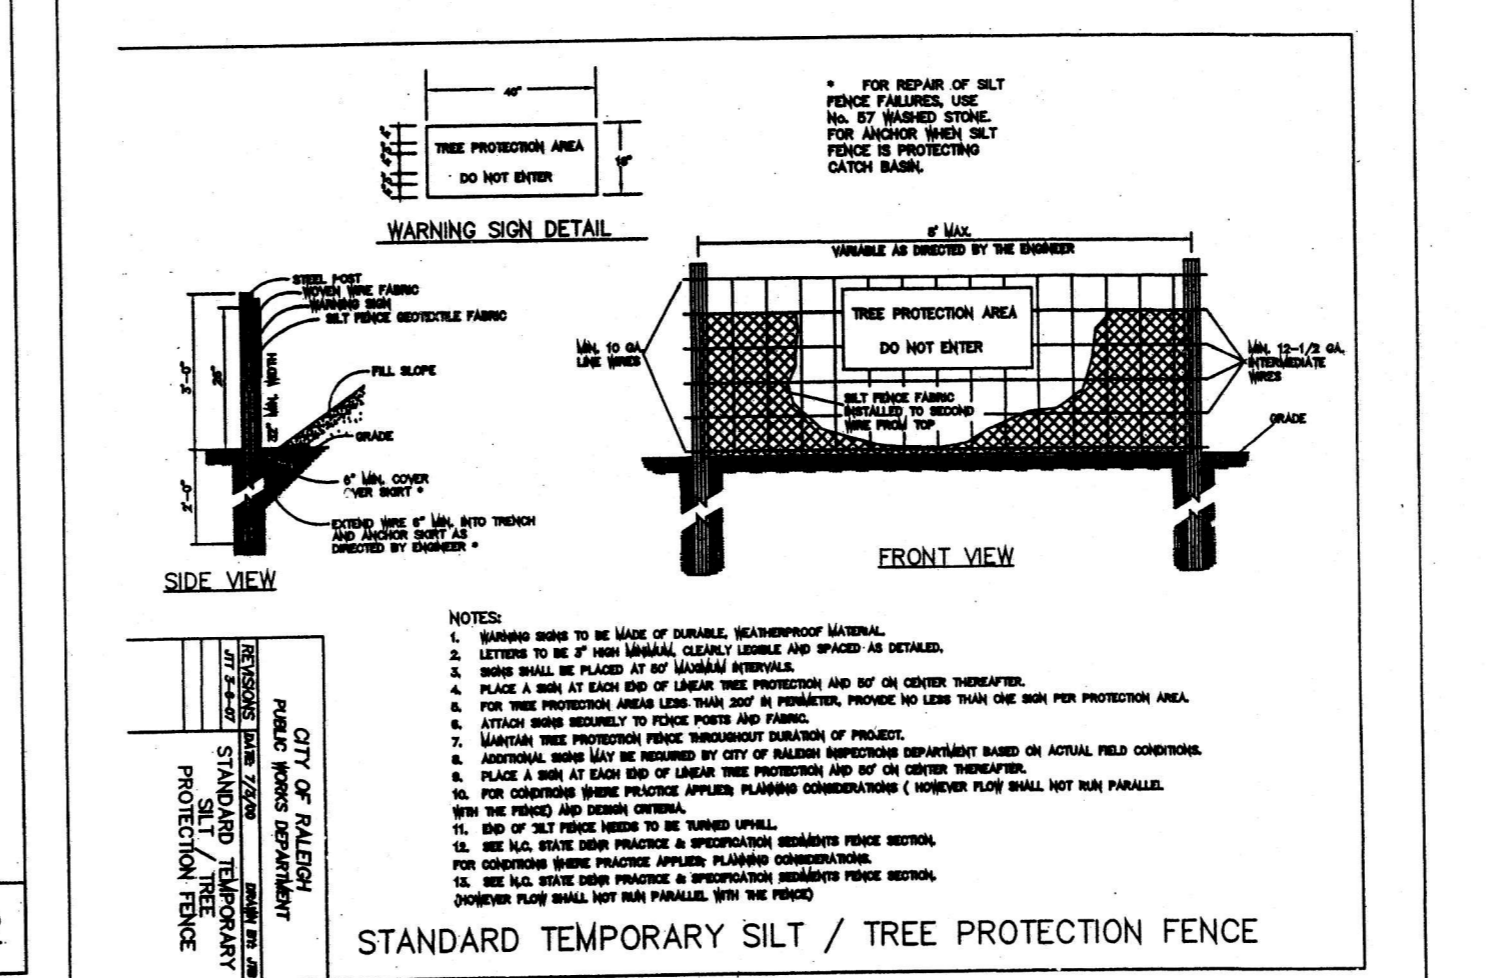 40"
TREE PROTECTION AREA
DO NOT ENTER
WARNING SIGN DETAIL
* FOR REPAIR OF SILT
FENCE FAILURES, USE
No. 57 WASHED STONE.
FOR ANCHOR WHEN SILT
FENCE IS PROTECTING
CATCH BASIN.
STEEL POST
WOVEN WIRE FABRIC
WARNING SIGN
SILT FENCE GEOTEXTILE FABRIC
FILL SLOPE
GRADE
6" MIN. COVER
OVER SKIRT *
EXTEND WIRE 6" MIN. INTO TRENCH
AND ANCHOR SKIRT AS
DIRECTED BY ENGINEER *
3'-0"
2'-0"
SIDE VIEW
8' MAX.
VARIABLE AS DIRECTED BY THE ENGINEER
TREE PROTECTION AREA
DO NOT ENTER
MIN. 10 GA.
LINE WIRES
MIN. 12-1/2 GA.
INTERMEDIATE
WIRES
SILT FENCE FABRIC
INSTALLED TO SECOND
WIRE FROM TOP
GRADE
FRONT VIEW
NOTES:
1. WARNING SIGNS TO BE MADE OF DURABLE, WEATHERPROOF MATERIAL.
2. LETTERS TO BE 3" HIGH MINIMUM, CLEARLY LEGIBLE AND SPACED AS DETAILED.
3. SIGNS SHALL BE PLACED AT 50' MAXIMUM INTERVALS.
4. PLACE A SIGN AT EACH END OF LINEAR TREE PROTECTION AND 50' ON CENTER THEREAFTER.
5. FOR TREE PROTECTION AREAS LESS THAN 200' IN PERIMETER, PROVIDE NO LESS THAN ONE SIGN PER PROTECTION AREA.
6. ATTACH SIGNS SECURELY TO FENCE POSTS AND FABRIC.
7. MAINTAIN TREE PROTECTION FENCE THROUGHOUT DURATION OF PROJECT.
8. ADDITIONAL SIGNS MAY BE REQUIRED BY CITY OF RALEIGH INSPECTIONS DEPARTMENT BASED ON ACTUAL FIELD CONDITIONS.
9. PLACE A SIGN AT EACH END OF LINEAR TREE PROTECTION AND 50' ON CENTER THEREAFTER.
10. FOR CONDITIONS WHERE PRACTICE APPLIES; PLANNING CONSIDERATIONS ( HOWEVER FLOW SHALL NOT RUN PARALLEL
WITH THE FENCE) AND DESIGN CRITERIA.
11. END OF SILT FENCE NEEDS TO BE TURNED UPHILL.
12. SEE N.C. STATE DENR PRACTICE & SPECIFICATION SEDIMENTS FENCE SECTION,
FOR CONDITIONS WHERE PRACTICE APPLIES; PLANNING CONSIDERATIONS.
13. SEE N.C. STATE DENR PRACTICE & SPECIFICATION SEDIMENTS FENCE SECTION,
(HOWEVER FLOW SHALL NOT RUN PARALLEL WITH THE FENCE)
STANDARD TEMPORARY SILT / TREE PROTECTION FENCE
CITY OF RALEIGH
PUBLIC WORKS DEPARTMENT
REVISIONS DATE: 7/3/00 DRAWN BY:
JTT 3-6-07
STANDARD TEMPORARY
SILT / TREE
PROTECTION FENCE